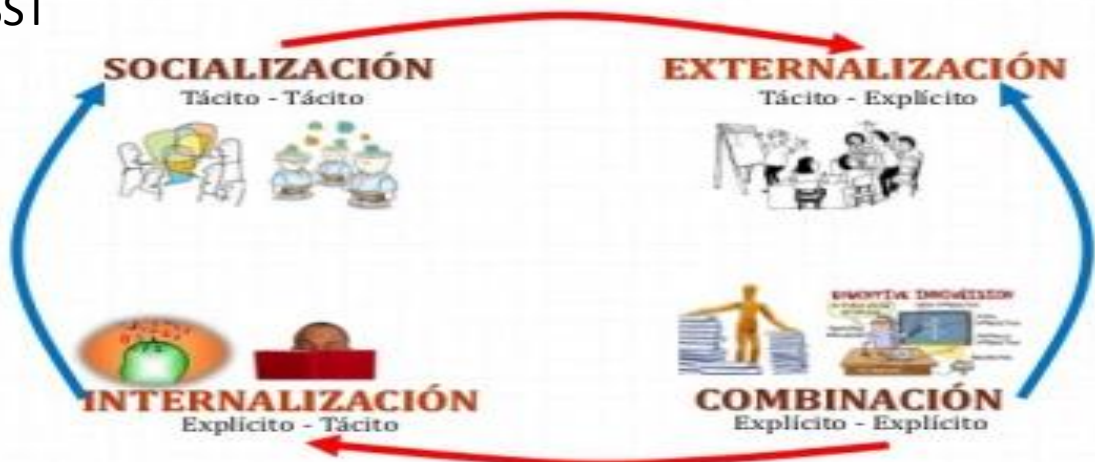 SOCIALIZACIÓN
Tácito - Tácito
EXTERNALIZACIÓN
Tácito - Explícito
INTERNALIZACIÓN
Explícito - Tácito
COMBINACIÓN
Explícito - Explícito